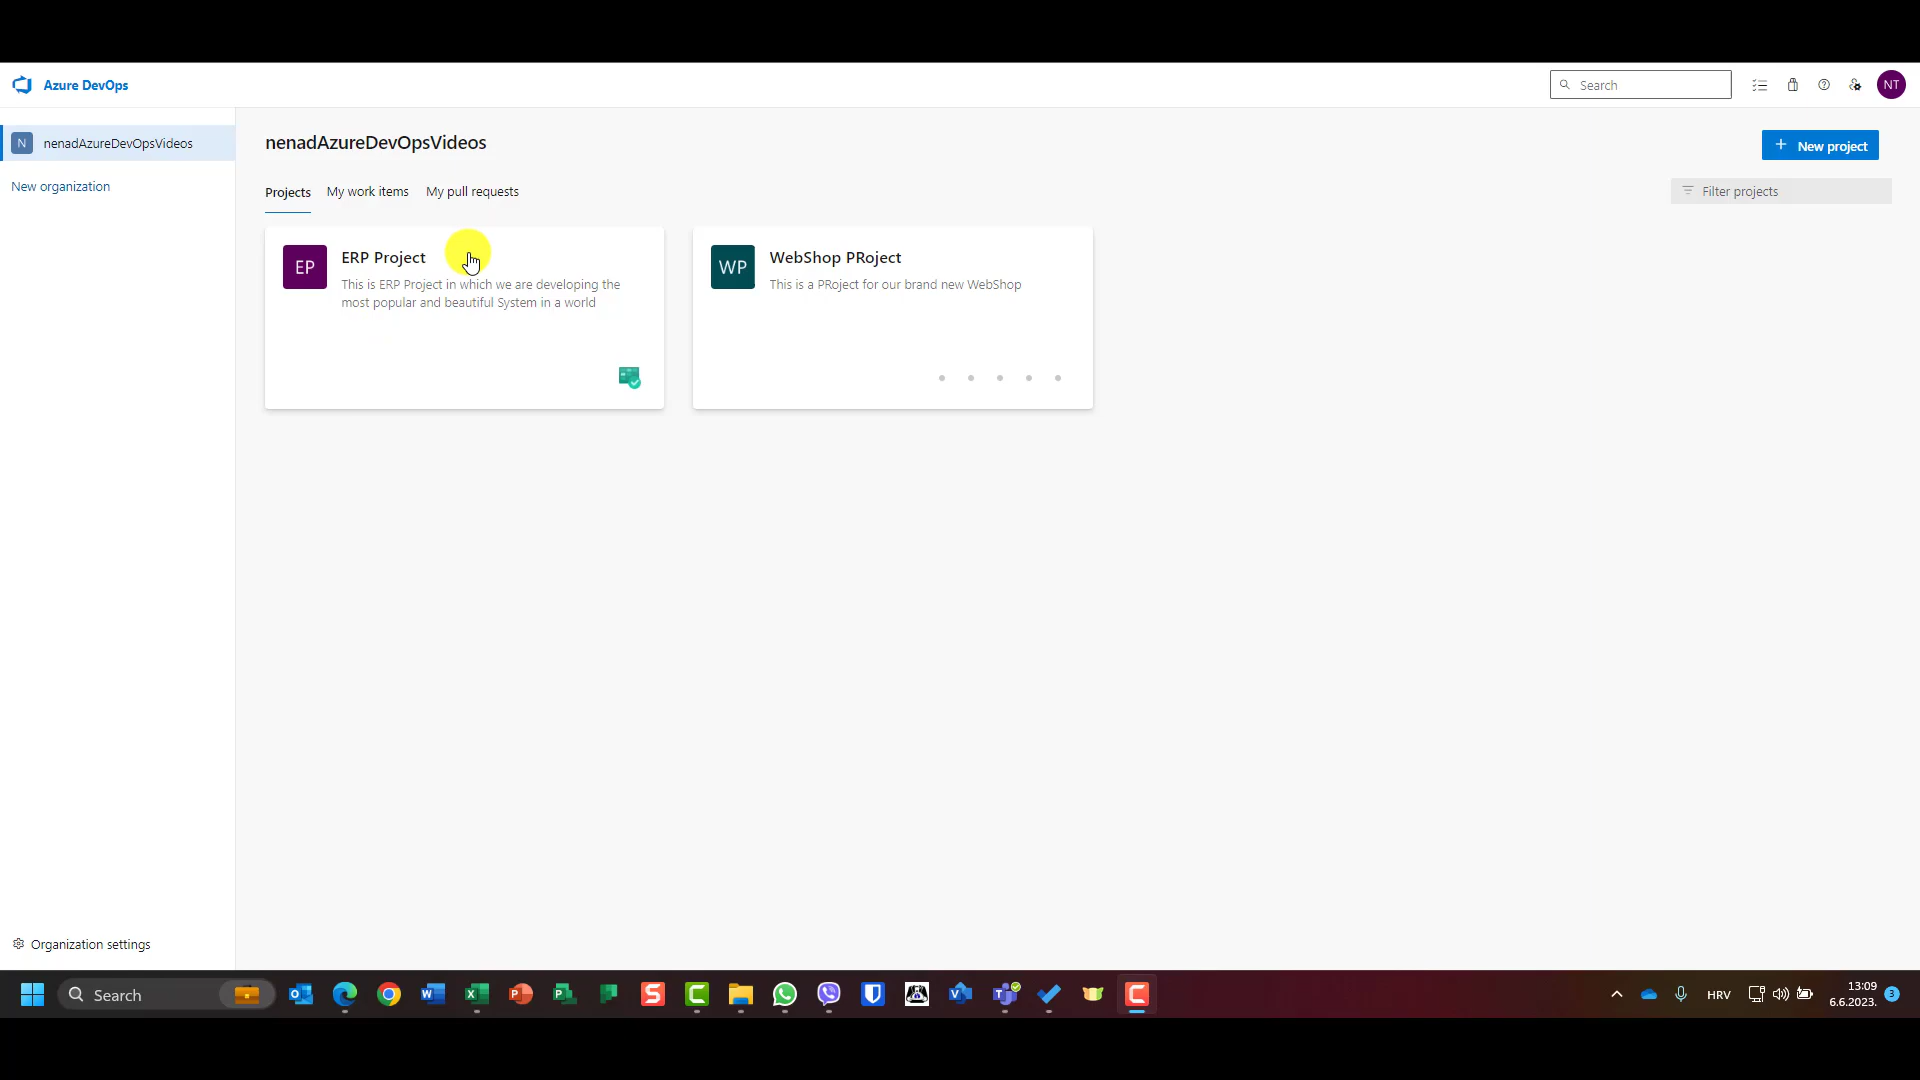 Azure DevOps
Search
NT
N nenadAzureDevOpsVideos
New organization
nenadAzureDevOpsVideos
New project
Projects
My work items
My pull requests
Filter projects
EP
ERP Project
This is ERP Project in which we are developing the
most popular and beautiful System in a world
WP
WebShop PRoject
This is a PRoject for our brand new WebShop
Organization settings
Search
HRV
13:09
6.6.2023.
3